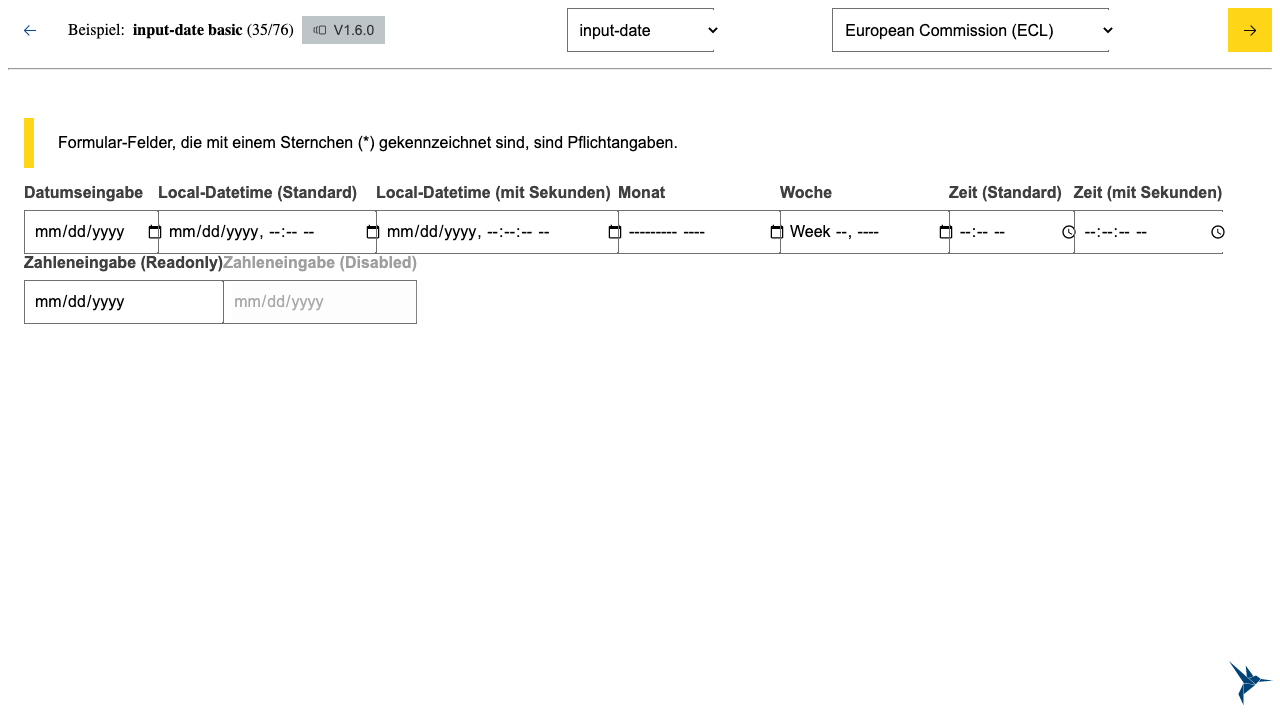 Beispiel: input-date basic (35/76) V1.6.0 input-date European Commission (ECL)
Formular-Felder, die mit einem Sternchen (*) gekennzeichnet sind, sind Pflichtangaben.
Datumseingabe Local-Datetime (Standard) Local-Datetime (mit Sekunden) Monat Woche Zeit (Standard) Zeit (mit Sekunden)
mm/dd/yyyy mm/dd/yyyy, --:-- -- mm/dd/yyyy, --:--:-- -- --------- ---- Week --, ---- --:-- -- --:--:-- --
Zahleneingabe (Readonly) Zahleneingabe (Disabled)
mm/dd/yyyy mm/dd/yyyy